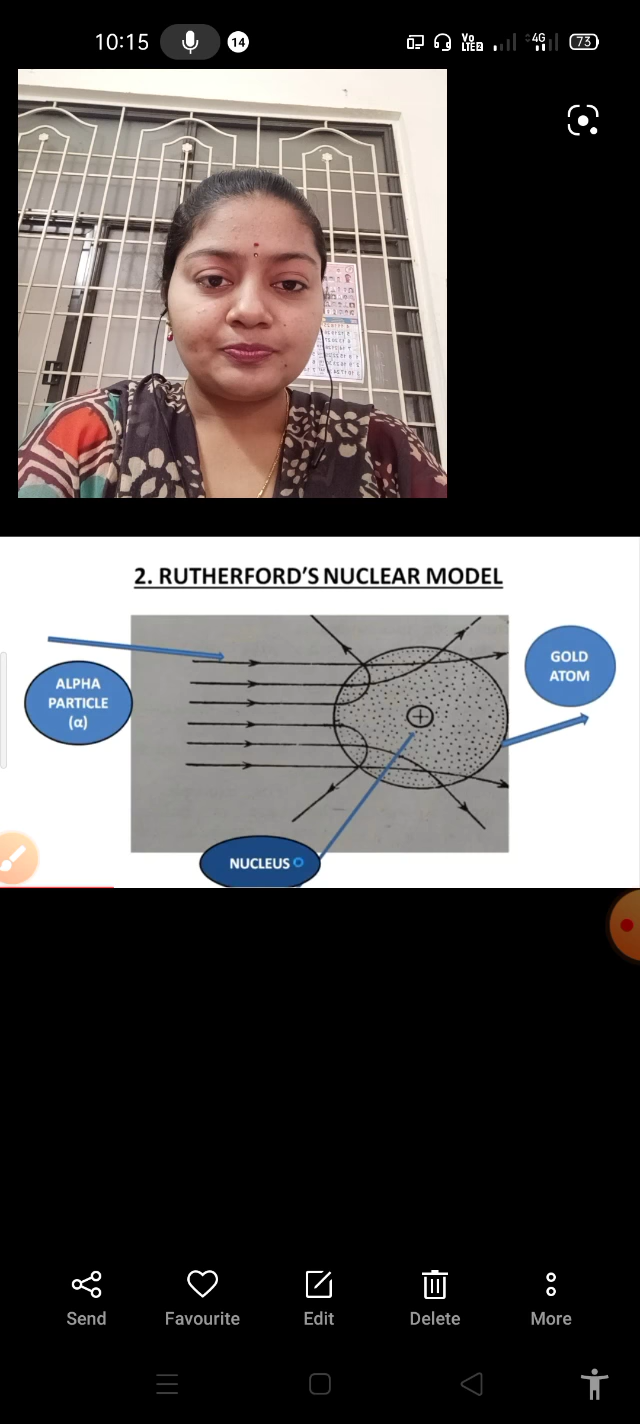 10:15
14
Vo
LTE2
4G
73
2. RUTHERFORD'S NUCLEAR MODEL
ALPHA
PARTICLE
(α)
GOLD
ATOM
NUCLEUS
Send
Favourite
Edit
Delete
More